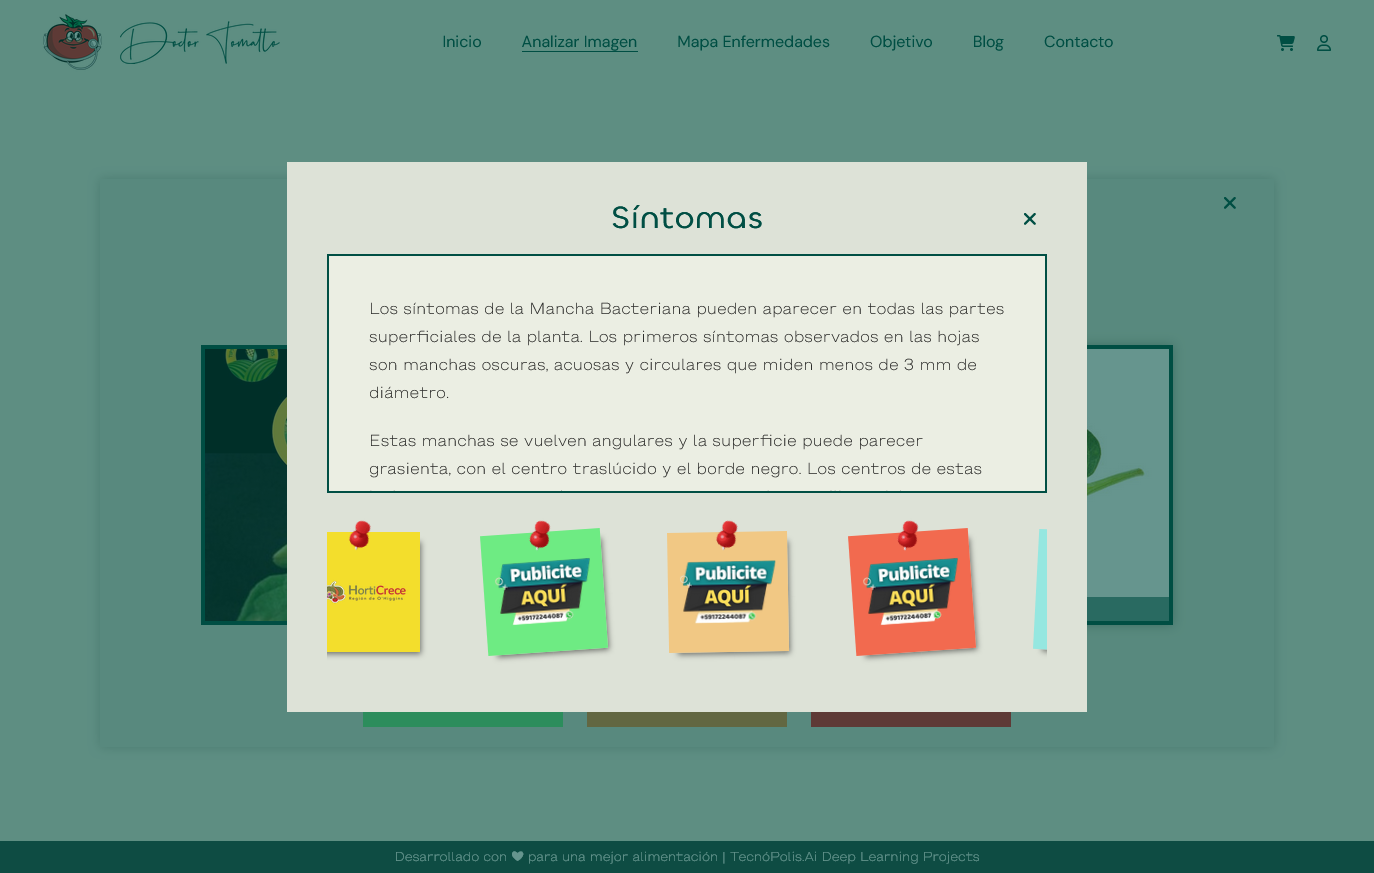 Doctor Tomatto
Inicio
Analizar Imagen
Mapa Enfermedades
Objetivo
Blog
Contacto
Síntomas
Los síntomas de la Mancha Bacteriana pueden aparecer en todas las partes
superficiales de la planta. Los primeros síntomas observados en las hojas
son manchas oscuras, acuosas y circulares que miden menos de 3 mm de
diámetro.
Estas manchas se vuelven angulares y la superficie puede parecer
grasienta, con el centro traslúcido y el borde negro. Los centros de estas
HortiCrece
Región de O'Higgins
Publicite
AQUÍ
+59172244087
Publicite
AQUÍ
+59172244087
Publicite
AQUÍ
+59172244087
Desarrollado con ♥ para una mejor alimentación | TecnóPolis.Ai Deep Learning Projects